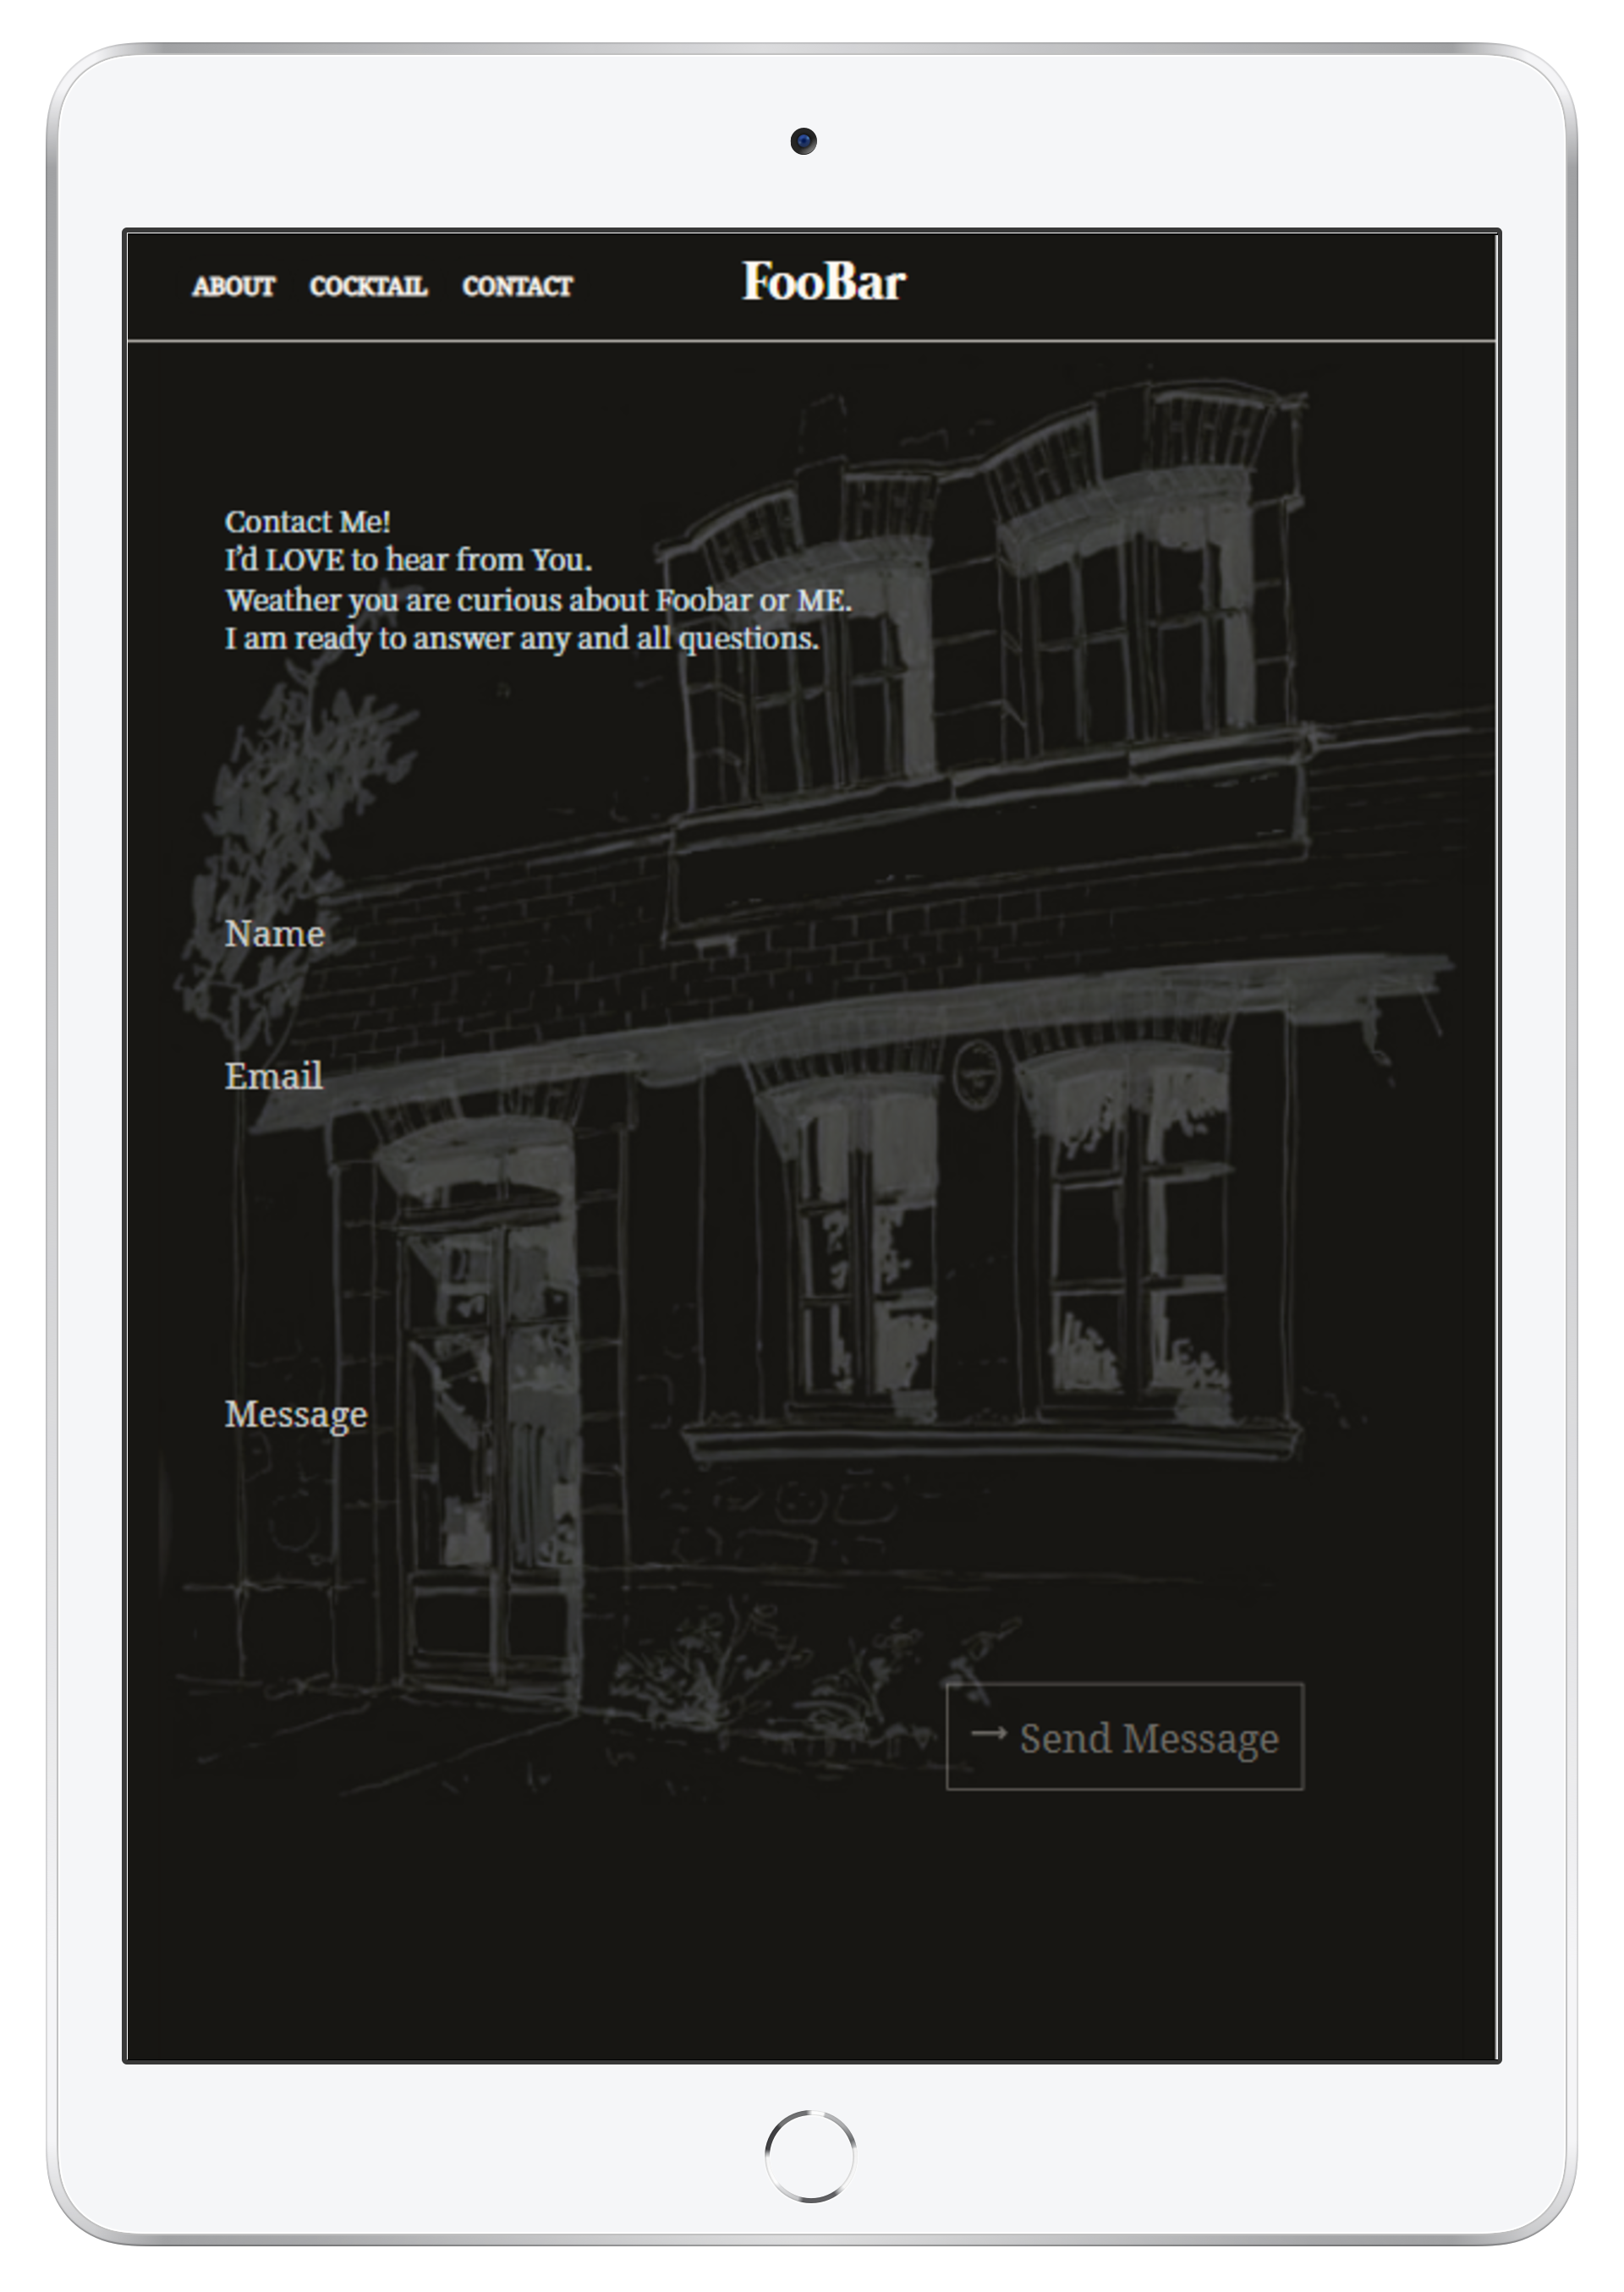 ABOUT COCKTAIL CONTACT FooBar
Contact Me!
I'd LOVE to hear from You.
Weather you are curious about Foobar or ME.
I am ready to answer any and all questions.
Name
Email
Message
→ Send Message